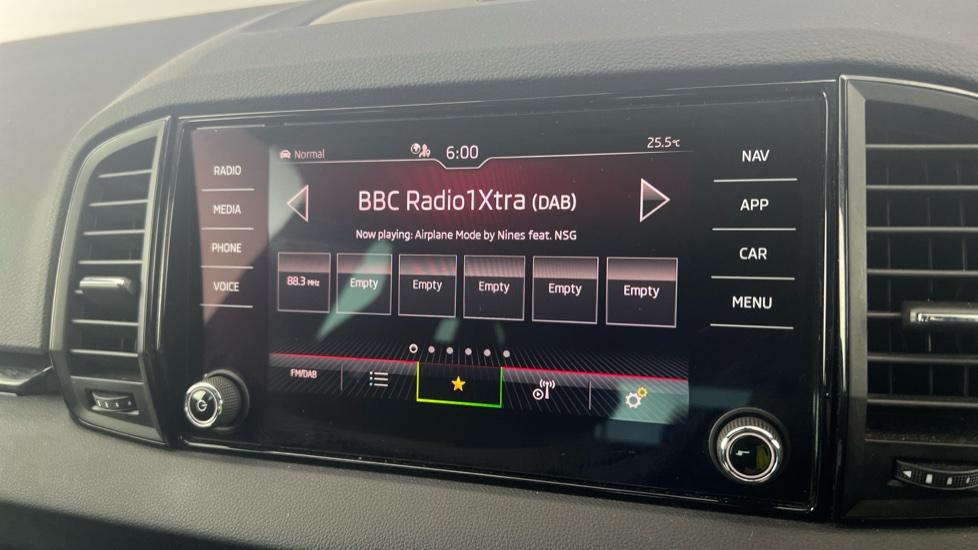 Normal 6:00 25.5°C
RADIO
MEDIA
PHONE
VOICE
BBC Radio1Xtra (DAB)
Now playing: Airplane Mode by Nines feat. NSG
88.3 MHz Empty Empty Empty Empty Empty
FM/DAB
NAV
APP
CAR
MENU